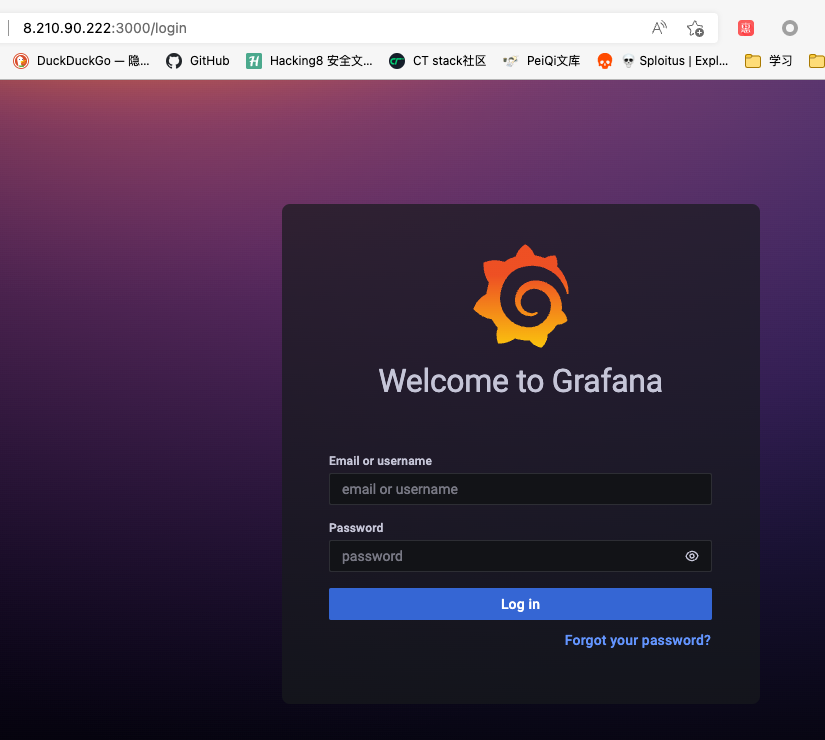 8.210.90.222:3000/login
DuckDuckGo — 隐... GitHub Hacking8 安全文... CT stack社区 PeiQi文库 Sploitus | Expl... 学习
Welcome to Grafana
Email or username
email or username
Password
password
Log in
Forgot your password?